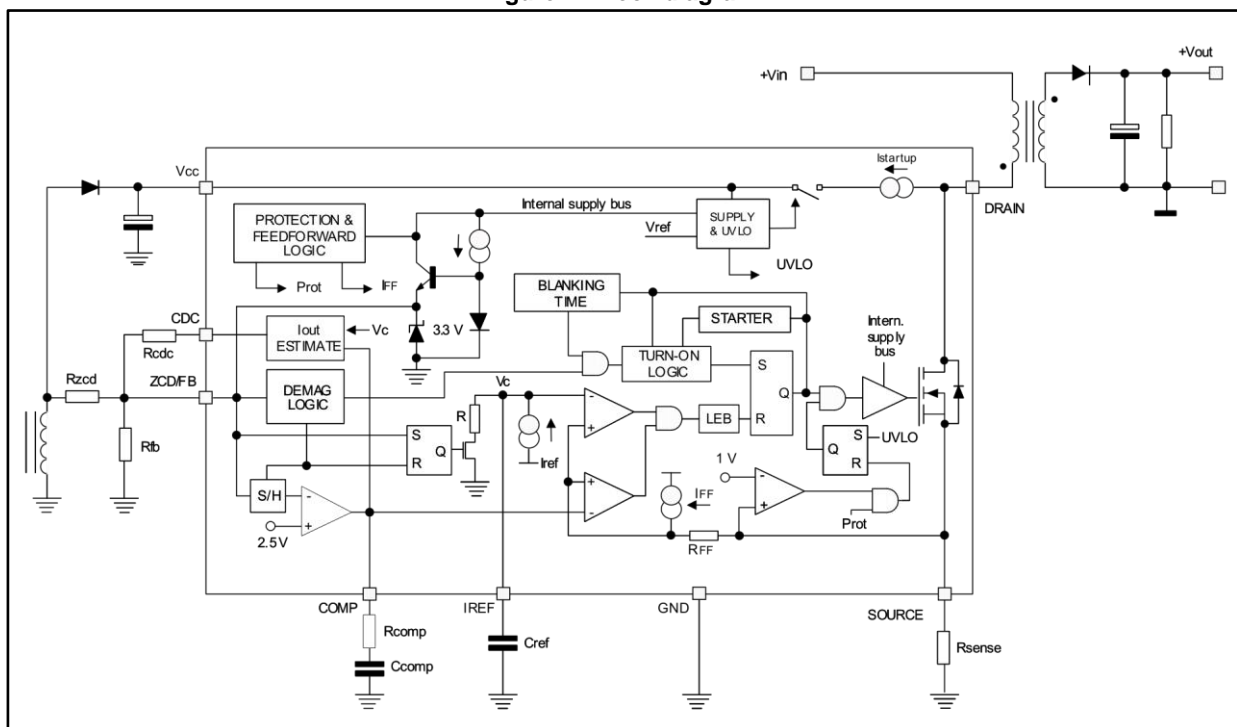 +Vin
+Vout
Istartup
Vcc
DRAIN
Internal supply bus
PROTECTION &
FEEDFORWARD
LOGIC
SUPPLY
& UVLO
Vref
UVLO
Prot
IFF
BLANKING
TIME
CDC
Iout
ESTIMATE
Vc
3.3 V
STARTER
Intern.
supply
bus
Rcdc
TURN-ON
LOGIC
S
Q
R
Rzcd
ZCD/FB
DEMAG
LOGIC
Vc
R
-
+
LEB
Rfb
S
Q
R
Iref
S
UVLO
Q
R
1 V
-
+
S/H
-
+
2.5V
+
-
IFF
Prot
RFF
COMP
IREF
GND
SOURCE
Rcomp
Cref
Rsense
Ccomp